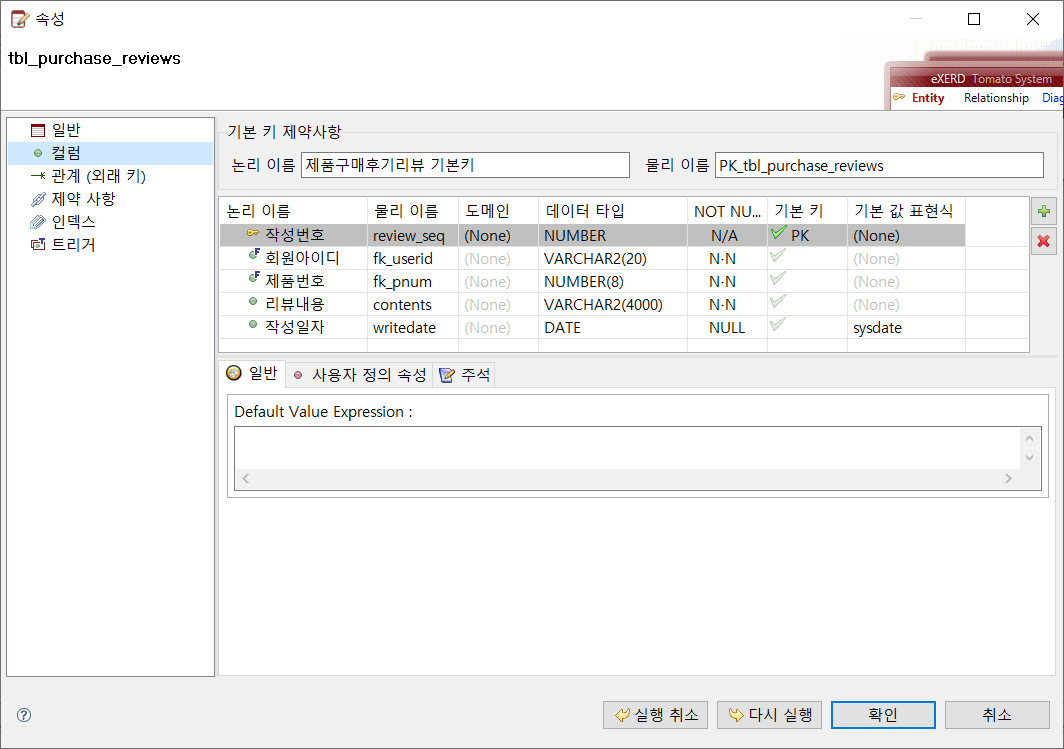 속성
tbl_purchase_reviews
eXERD Tomato System
Entity Relationship Diag
일반
컬럼
관계 (외래 키)
제약 사항
인덱스
트리거
기본 키 제약사항
논리 이름 제품구매후기리뷰 기본키 물리 이름 PK_tbl_purchase_reviews
논리 이름 물리 이름 도메인 데이터 타입 NOT NU... 기본 키 기본 값 표현식
작성번호 review_seq (None) NUMBER N/A PK (None)
회원아이디 fk_userid (None) VARCHAR2(20) N·N (None)
제품번호 fk_pnum (None) NUMBER(8) N·N (None)
리뷰내용 contents (None) VARCHAR2(4000) N·N (None)
작성일자 writedate (None) DATE NULL sysdate
일반 사용자 정의 속성 주석
Default Value Expression :
실행 취소 다시 실행 확인 취소